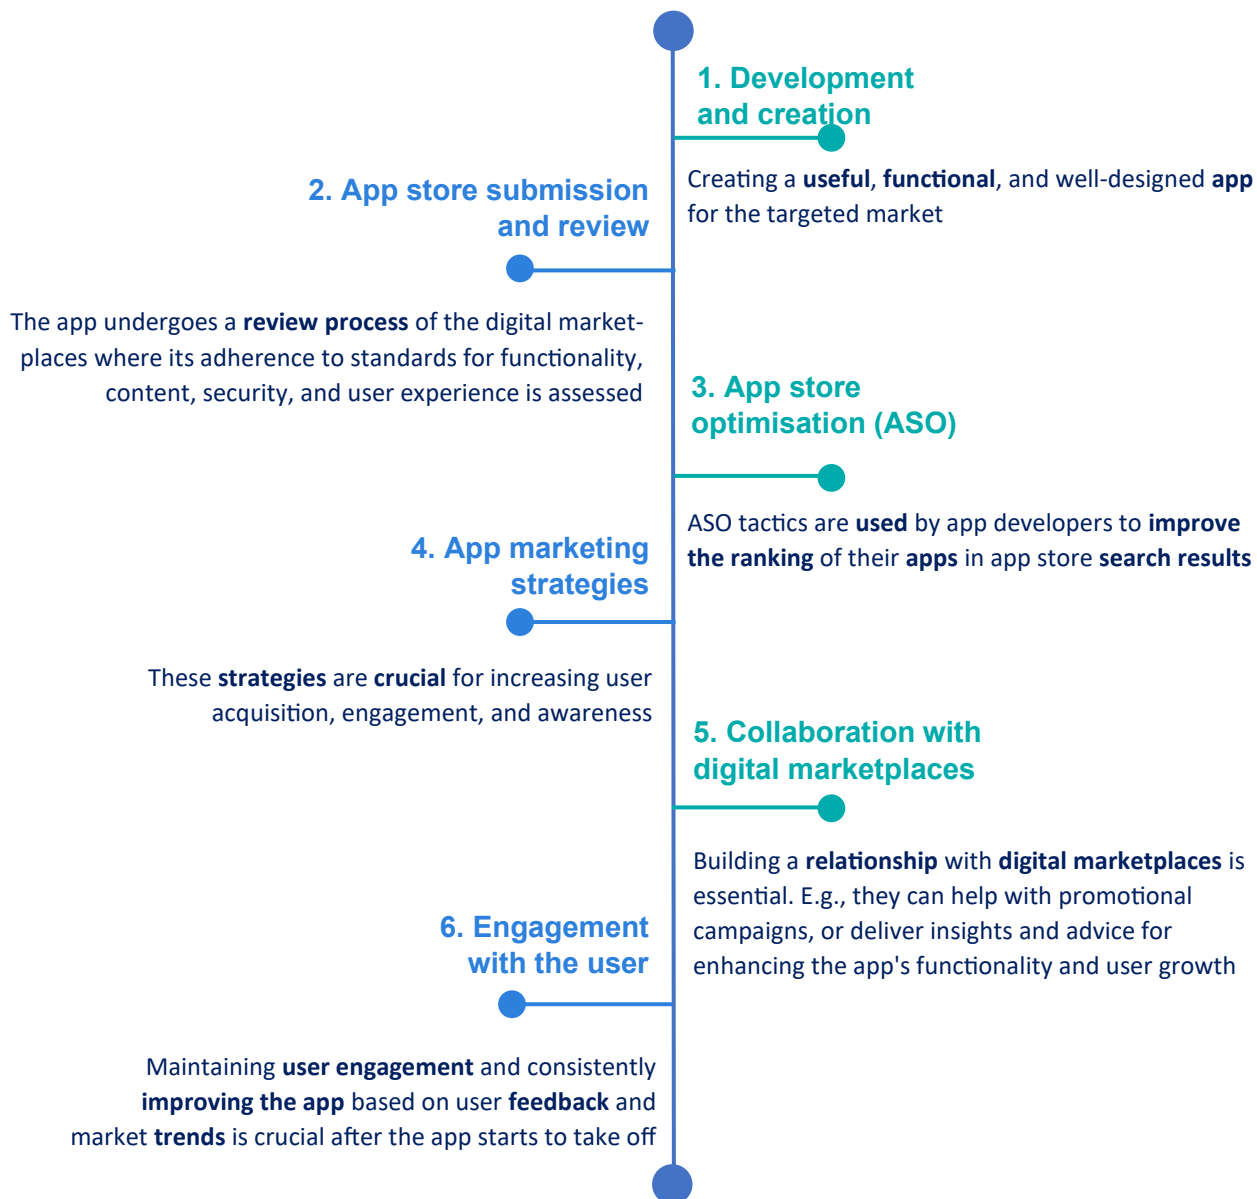 1. Development
and creation
Creating a useful, functional, and well-designed app
for the targeted market
2. App store submission
and review
The app undergoes a review process of the digital market-
places where its adherence to standards for functionality,
content, security, and user experience is assessed
3. App store
optimisation (ASO)
ASO tactics are used by app developers to improve
the ranking of their apps in app store search results
4. App marketing
strategies
These strategies are crucial for increasing user
acquisition, engagement, and awareness
5. Collaboration with
digital marketplaces
Building a relationship with digital marketplaces is
essential. E.g., they can help with promotional
campaigns, or deliver insights and advice for
enhancing the app's functionality and user growth
6. Engagement
with the user
Maintaining user engagement and consistently
improving the app based on user feedback and
market trends is crucial after the app starts to take off